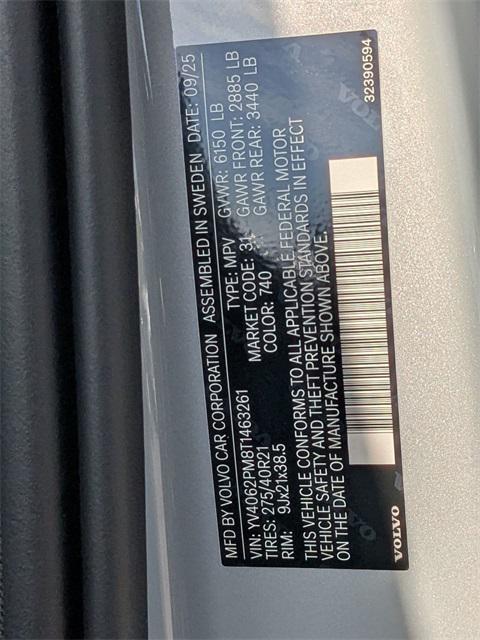 MFD BY VOLVO CAR CORPORATION ASSEMBLED IN SWEDEN DATE: 09/25
VIN: YV4062PM8T1463261 TYPE: MPV GVWR: 6150 LB
TIRES: 275/40R21 MARKET CODE: 31 GAWR FRONT: 2885 LB
RIM: 9Jx21x38.5 COLOR: 740 GAWR REAR: 3440 LB
THIS VEHICLE CONFORMS TO ALL APPLICABLE FEDERAL MOTOR
VEHICLE SAFETY AND THEFT PREVENTION STANDARDS IN EFFECT
ON THE DATE OF MANUFACTURE SHOWN ABOVE.
VOLVO
32390594